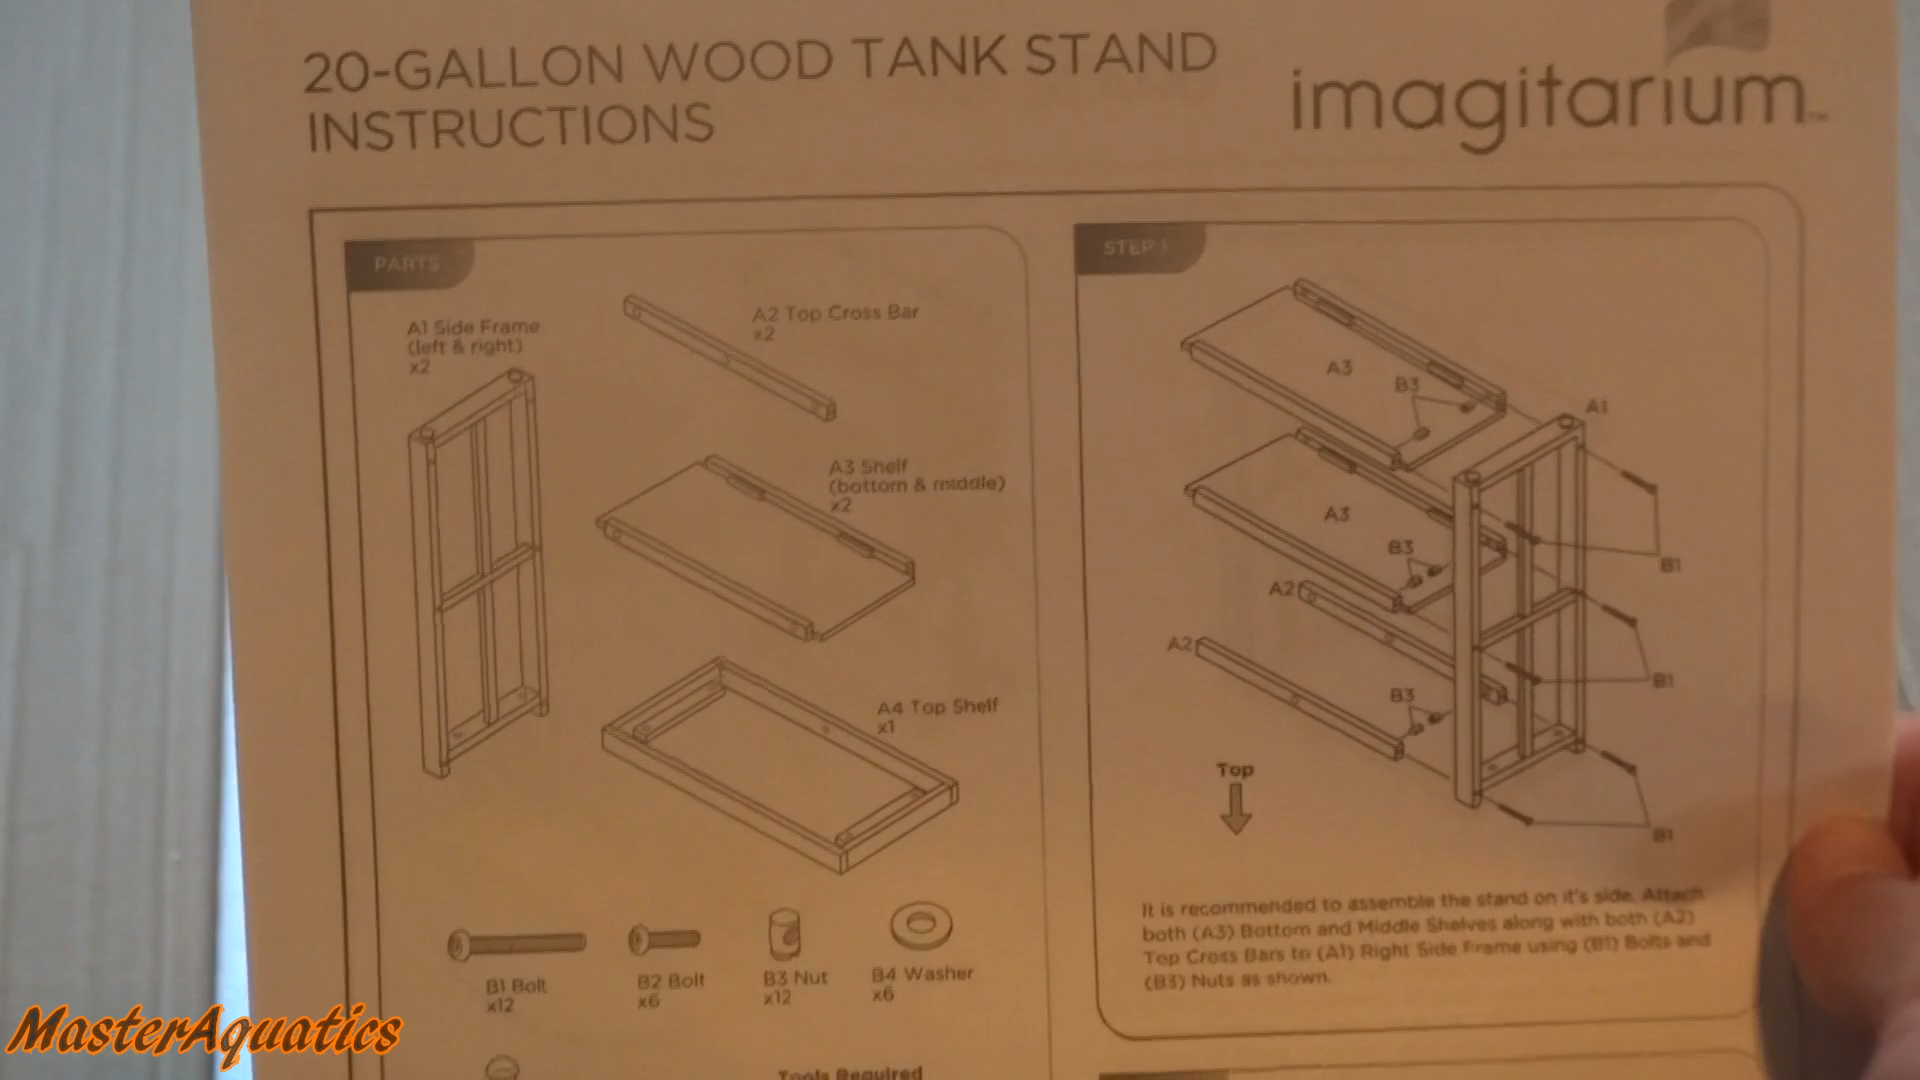 20-GALLON WOOD TANK STAND
INSTRUCTIONS
imagitarium™
PARTS
A1 Side Frame
(left & right)
x2
A2 Top Cross Bar
x2
A3 Shelf
(bottom & middle)
x2
A4 Top Shelf
x1
B1 Bolt
x12
B2 Bolt
x6
B3 Nut
x12
B4 Washer
x6
Tools Required
STEP 1
A3
B3
A1
A3
B3
B1
A2
A2
B3
B1
Top
B1
It is recommended to assemble the stand on it's side. Attach
both (A3) Bottom and Middle Shelves along with both (A2)
Top Cross Bars to (A1) Right Side Frame using (B1) Bolts and
(B3) Nuts as shown.
MasterAquatics